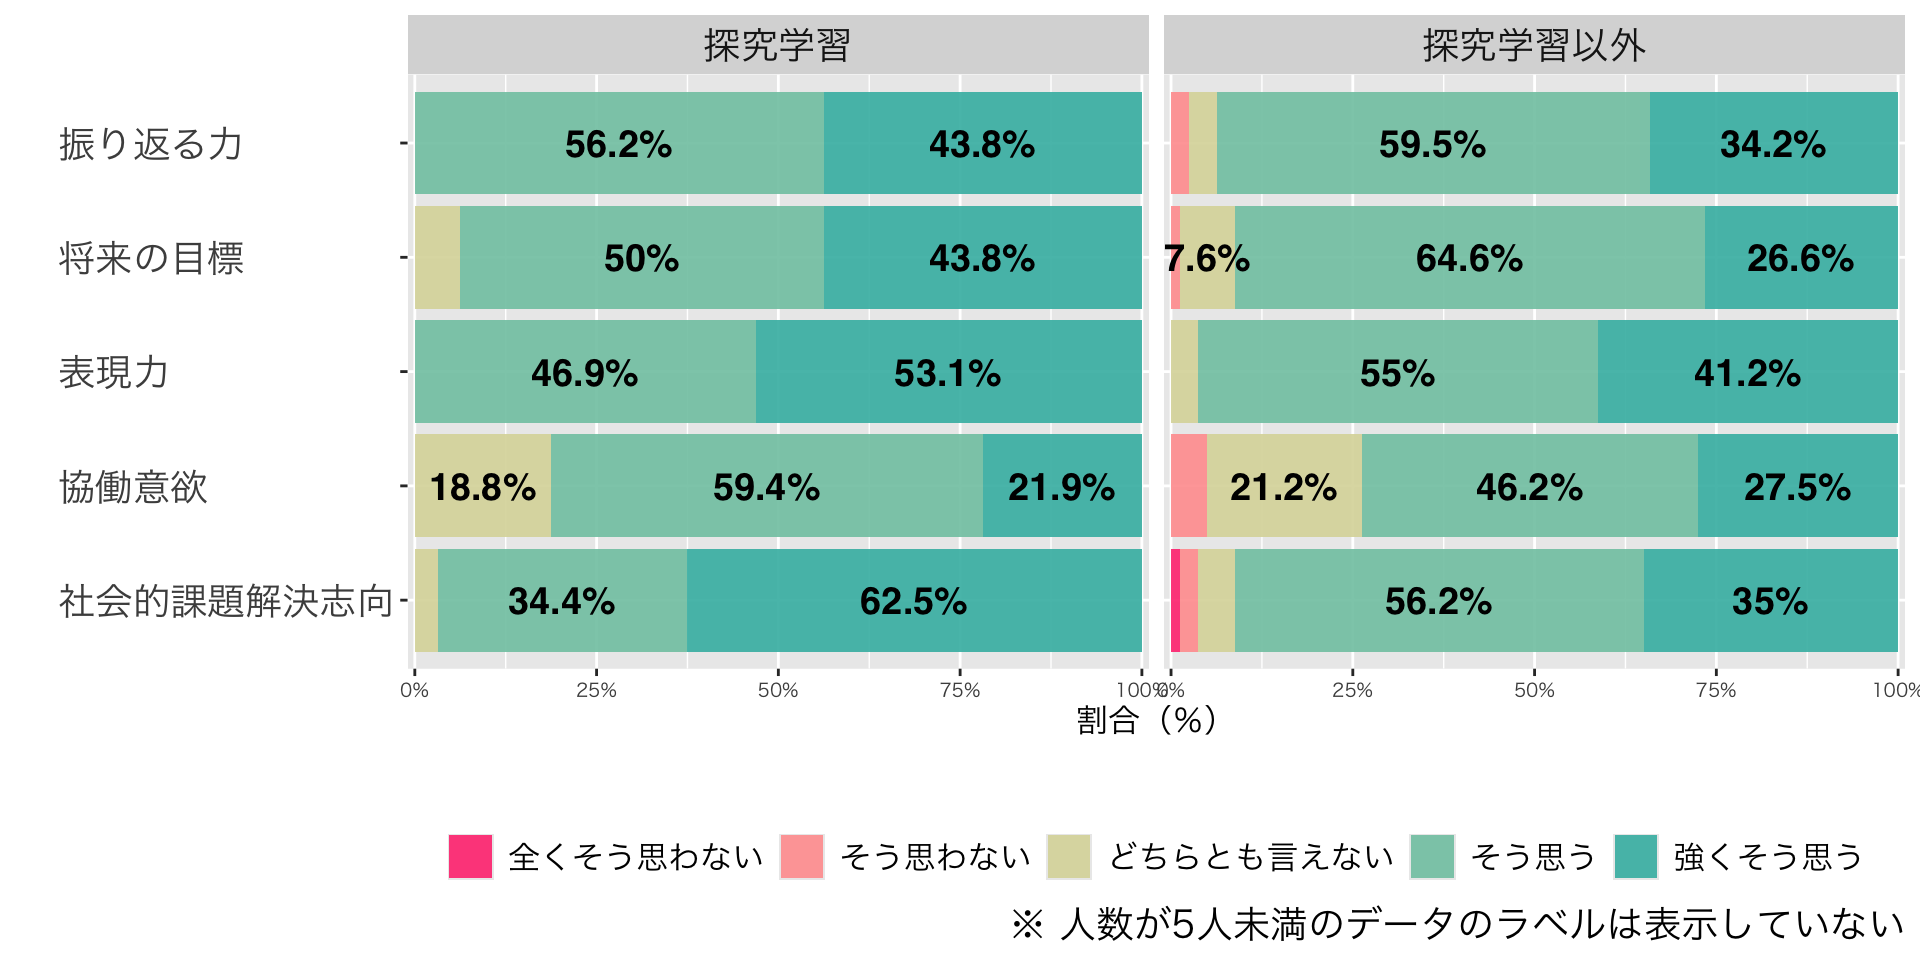 探究学習 探究学習以外
振り返る力 56.2% 43.8% 59.5% 34.2%
将来の目標 50% 43.8% 7.6% 64.6% 26.6%
表現力 46.9% 53.1% 55% 41.2%
協働意欲 18.8% 59.4% 21.9% 21.2% 46.2% 27.5%
社会的課題解決志向 34.4% 62.5% 56.2% 35%
0% 25% 50% 75% 100% 0% 25% 50% 75% 100%
割合（%）
全くそう思わない そう思わない どちらとも言えない そう思う 強くそう思う
※ 人数が5人未満のデータのラベルは表示していない